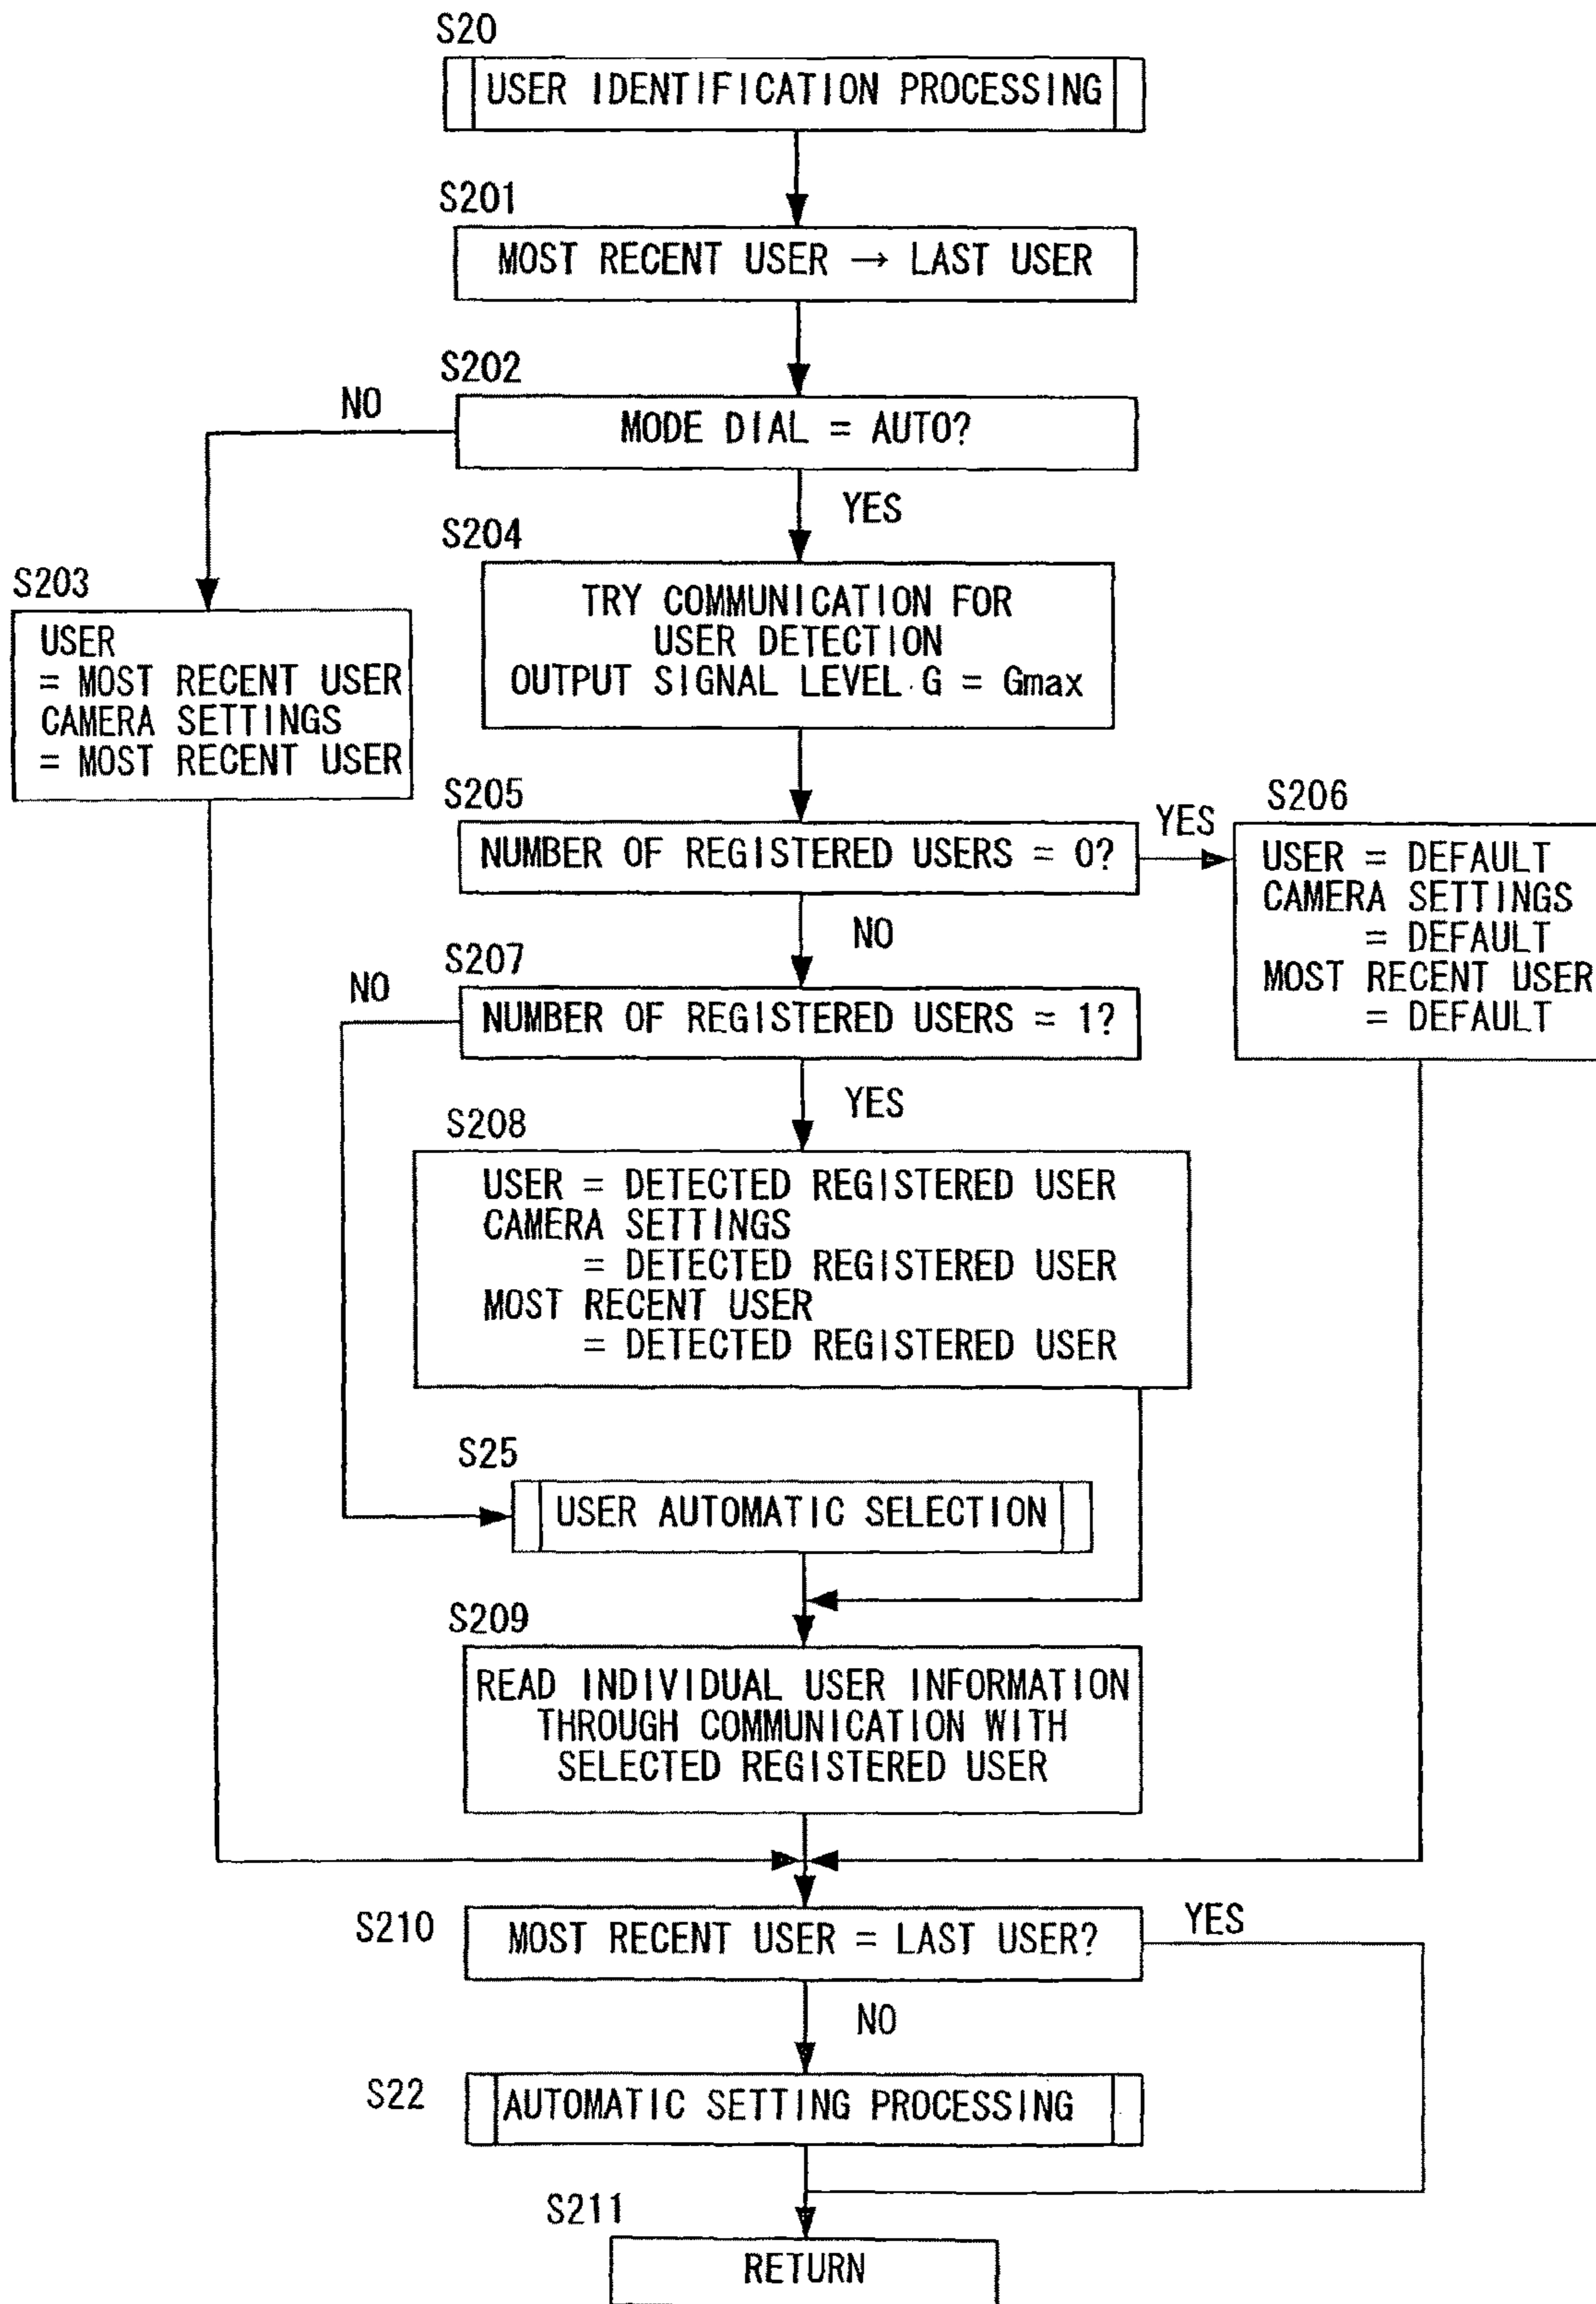 S20
USER IDENTIFICATION PROCESSING
S201
MOST RECENT USER → LAST USER
S202
NO
MODE DIAL = AUTO?
YES
S204
TRY COMMUNICATION FOR
USER DETECTION
OUTPUT SIGNAL LEVEL G = Gmax
S203
USER
= MOST RECENT USER
CAMERA SETTINGS
= MOST RECENT USER
S205
NUMBER OF REGISTERED USERS = 0?
YES
S206
USER = DEFAULT
CAMERA SETTINGS
= DEFAULT
MOST RECENT USER
= DEFAULT
NO
S207
NO
NUMBER OF REGISTERED USERS = 1?
YES
S208
USER = DETECTED REGISTERED USER
CAMERA SETTINGS
= DETECTED REGISTERED USER
MOST RECENT USER
= DETECTED REGISTERED USER
S25
USER AUTOMATIC SELECTION
S209
READ INDIVIDUAL USER INFORMATION
THROUGH COMMUNICATION WITH
SELECTED REGISTERED USER
S210
MOST RECENT USER = LAST USER?
YES
NO
S22
AUTOMATIC SETTING PROCESSING
S211
RETURN